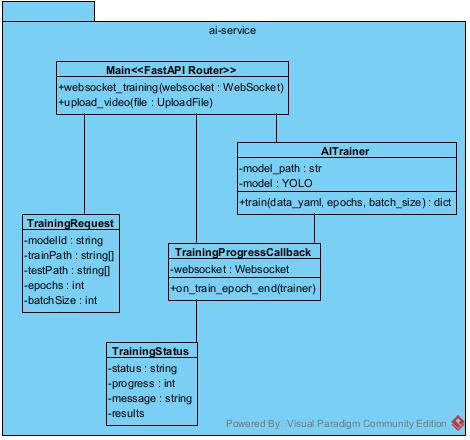 ai-service
Main<<FastAPI Router>>
+websocket_training(websocket : WebSocket)
+upload_video(file : UploadFile)
AITrainer
-model_path : str
-model : YOLO
+train(data_yaml, epochs, batch_size) : dict
TrainingRequest
-modelId : string
-trainPath : string[]
-testPath : string[]
-epochs : int
-batchSize : int
TrainingProgressCallback
-websocket : Websocket
+on_train_epoch_end(trainer)
TrainingStatus
-status : string
-progress : int
-message : string
-results
Powered By Visual Paradigm Community Edition